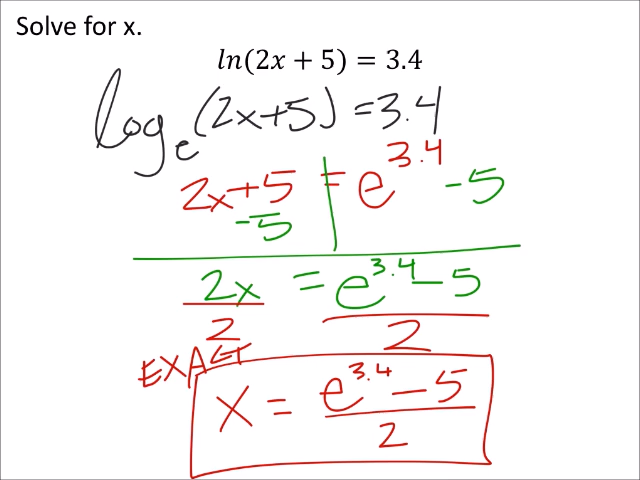 Solve for x.
ln(2x + 5) = 3.4
log_e(2x+5) = 3.4
2x+5 = e^3.4
-5 -5
2x = e^3.4 - 5
2 2
EXACT
x = (e^3.4 - 5)/2